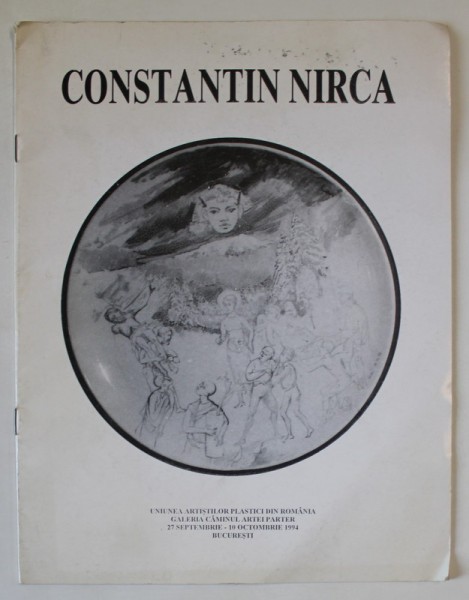 CONSTANTIN NIRCA
UNIUNEA ARTIȘTILOR PLASTICI DIN ROMÂNIA
GALERIA CĂMINUL ARTEI PARTER
27 SEPTEMBRIE - 10 OCTOMBRIE 1994
BUCUREȘTI